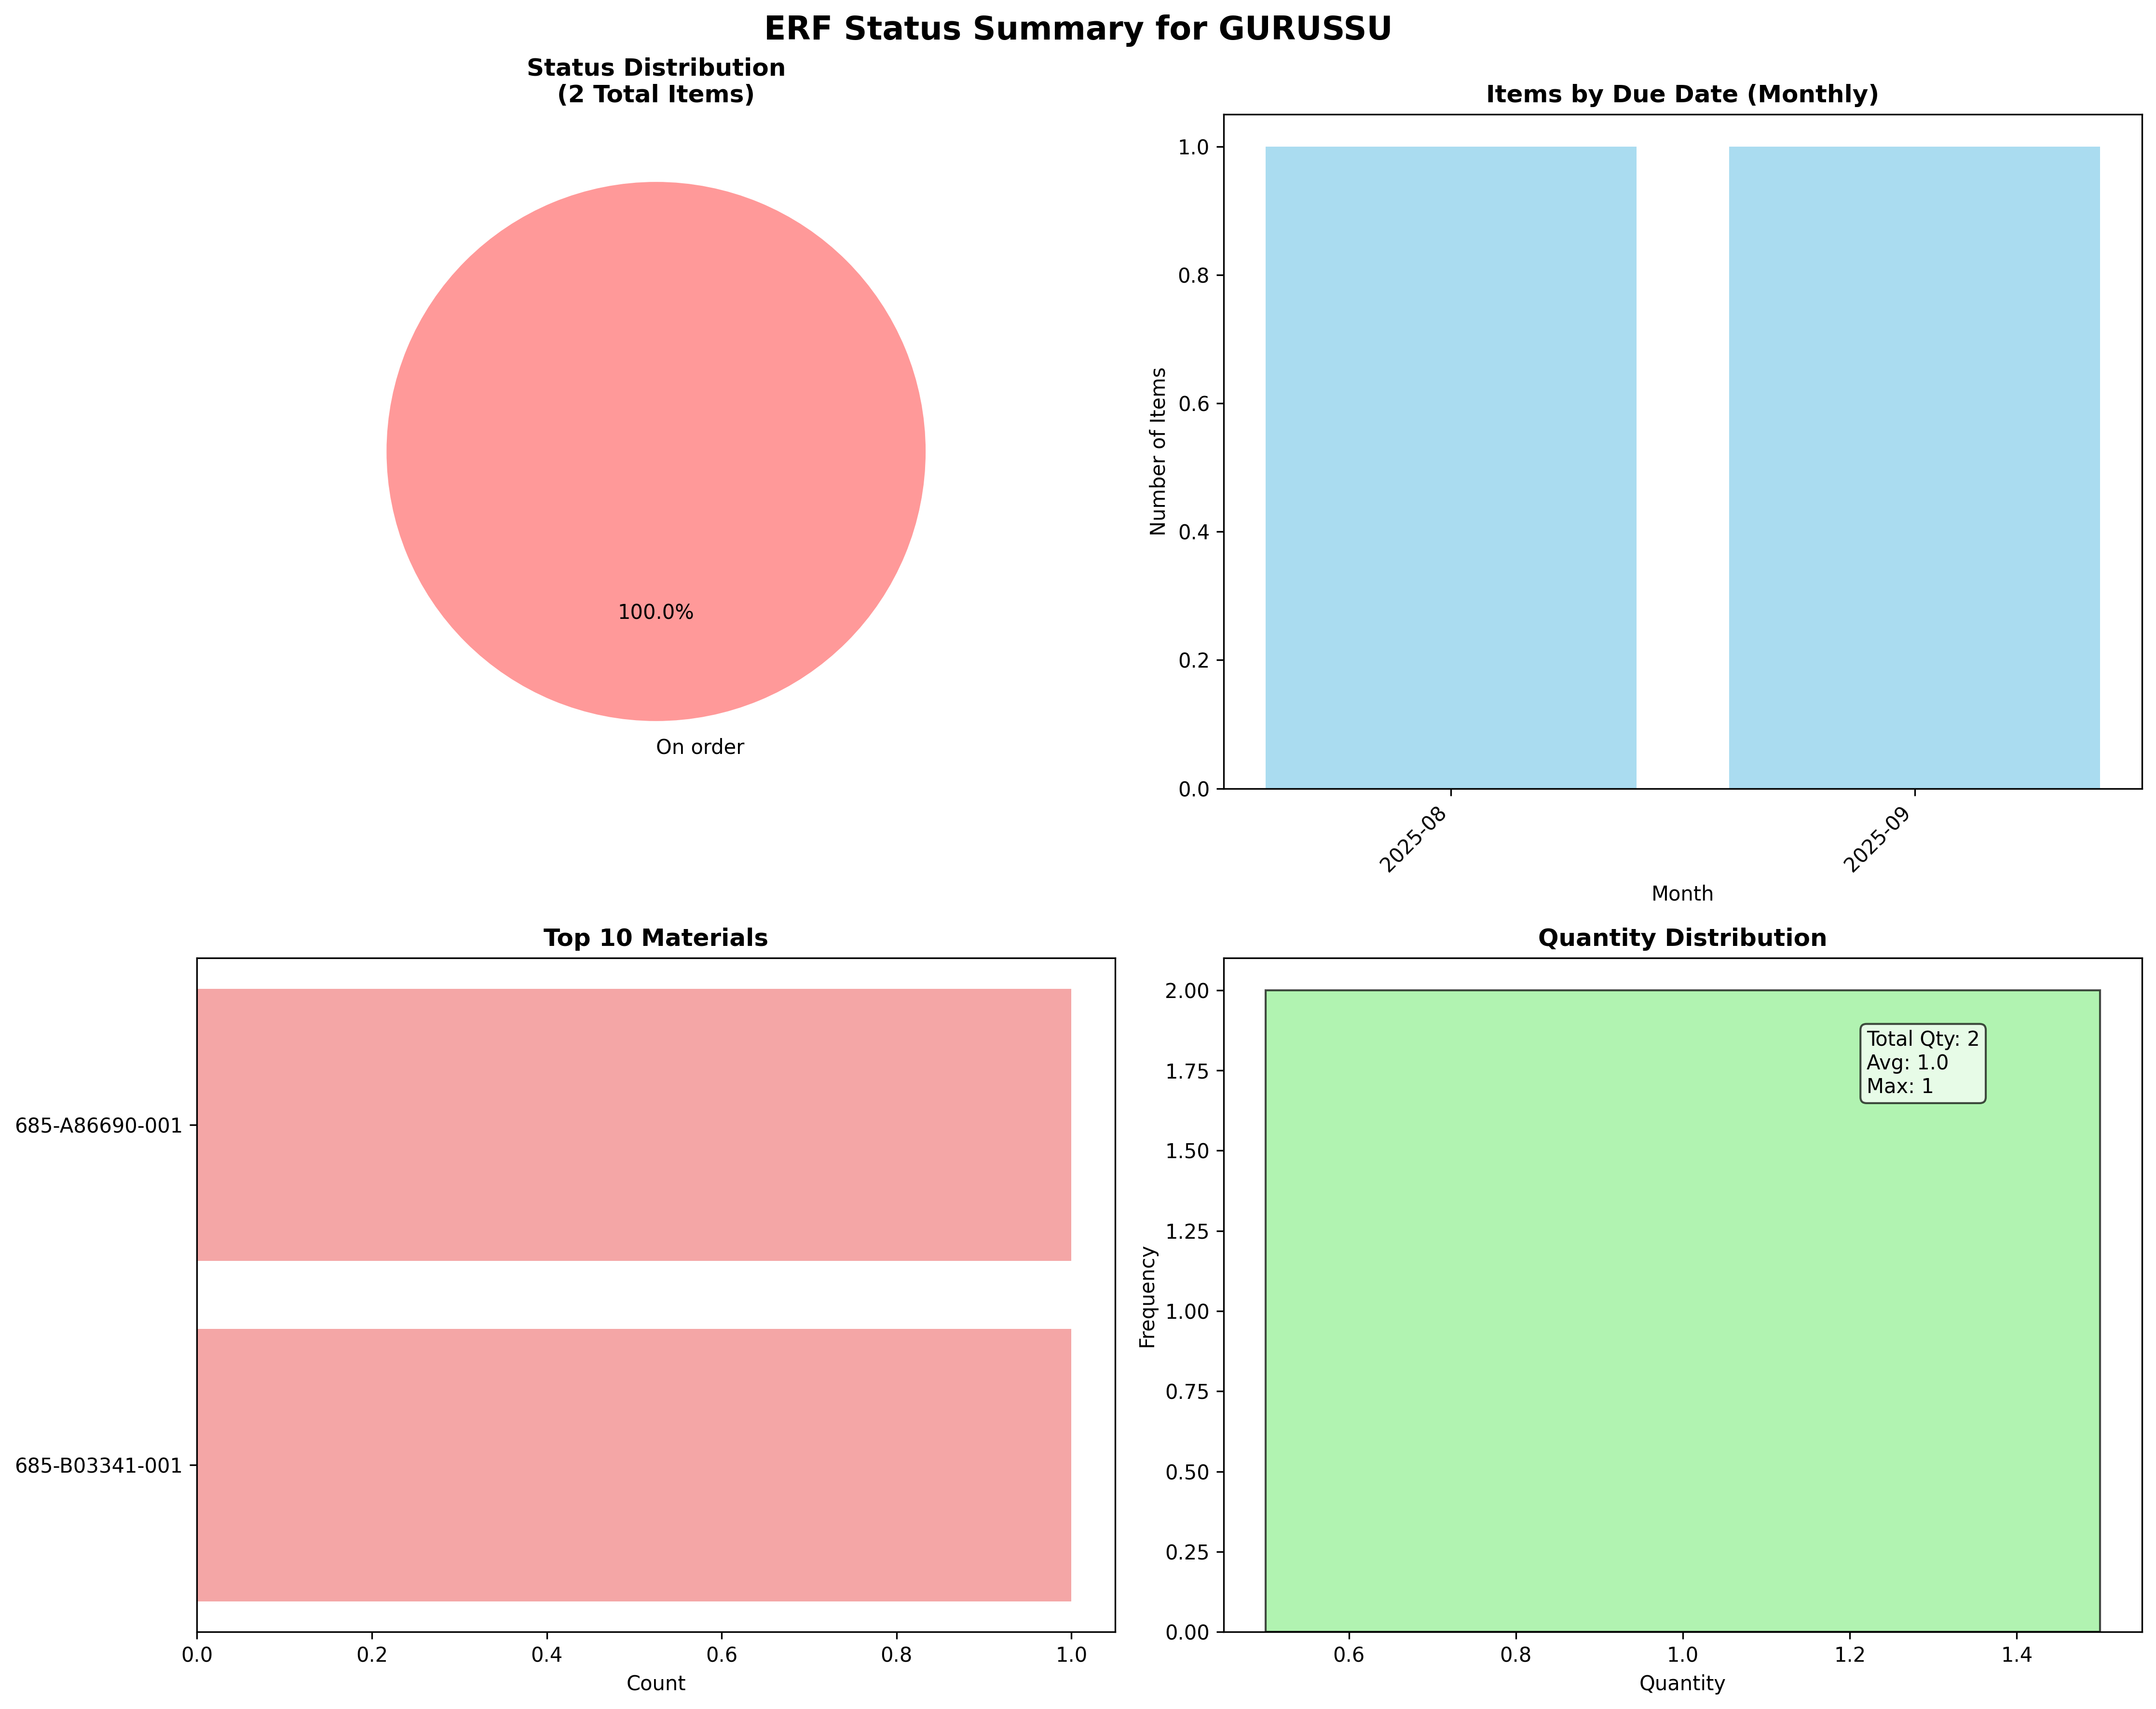 ERF Status Summary for GURUSSU
Status Distribution
(2 Total Items)
100.0%
On order
Items by Due Date (Monthly)
Number of Items
1.0
0.8
0.6
0.4
0.2
0.0
2025-08
2025-09
Month
Top 10 Materials
685-A86690-001
685-B03341-001
0.0
0.2
0.4
0.6
0.8
1.0
Count
Quantity Distribution
Frequency
2.00
1.75
1.50
1.25
1.00
0.75
0.50
0.25
0.00
Total Qty: 2
Avg: 1.0
Max: 1
0.6
0.8
1.0
1.2
1.4
Quantity